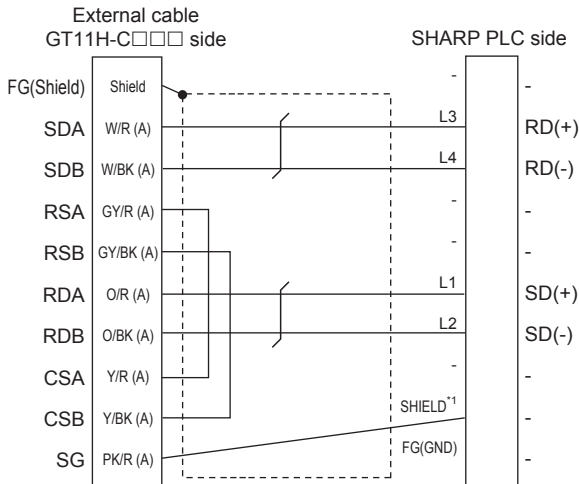 External cable
GT11H-C□□□ side
SHARP PLC side
FG(Shield) Shield - -
SDA W/R (A) L3 RD(+)
SDB W/BK (A) L4 RD(-)
RSA GY/R (A) - -
RSB GY/BK (A) - -
RDA O/R (A) L1 SD(+)
RDB O/BK (A) L2 SD(-)
CSA Y/R (A) - -
CSB Y/BK (A) SHIELD*1 -
SG PK/R (A) FG(GND) -